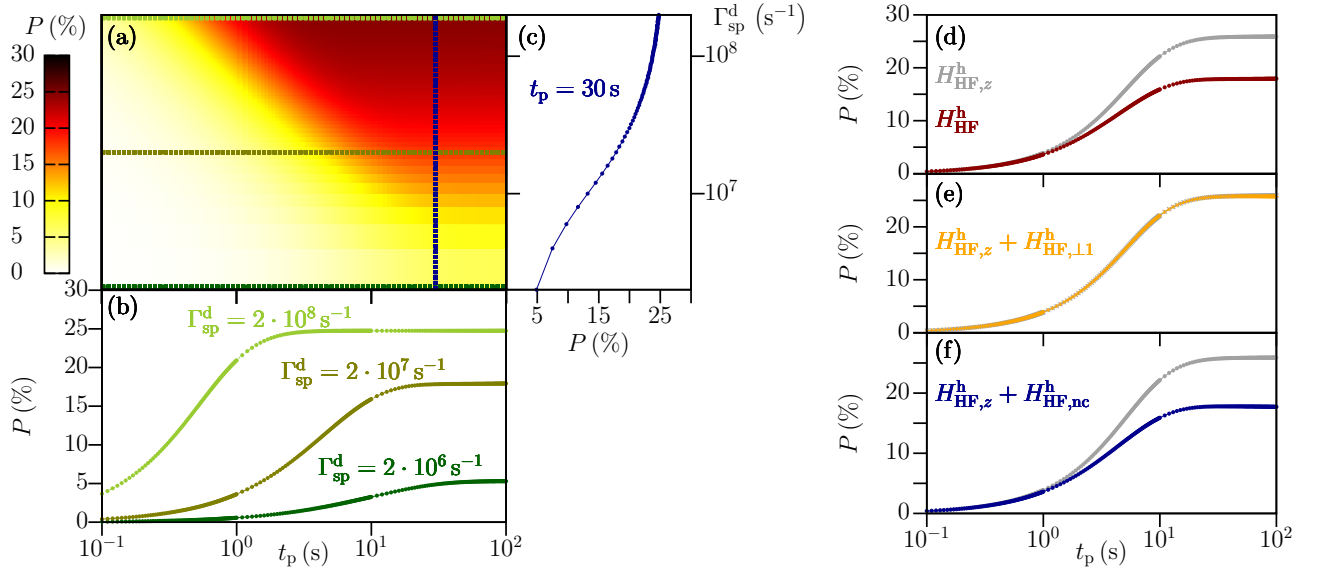 P (%)
30
25
20
15
10
5
0
(a)
(c)
t_p = 30 s
Γ^d_sp (s^−1)
10^8
10^7
5 15 25
P (%)
(b)
30
25
20
15
10
5
0
P (%)
Γ^d_sp = 2 · 10^8 s^−1
Γ^d_sp = 2 · 10^7 s^−1
Γ^d_sp = 2 · 10^6 s^−1
10^−1 10^0 10^1 10^2
t_p (s)
(d)
30
20
10
0
P (%)
H^h_HF,z
H^h_HF
(e)
20
10
0
P (%)
H^h_HF,z + H^h_HF,⊥1
(f)
20
10
0
P (%)
H^h_HF,z + H^h_HF,nc
10^−1 10^0 10^1 10^2
t_p (s)